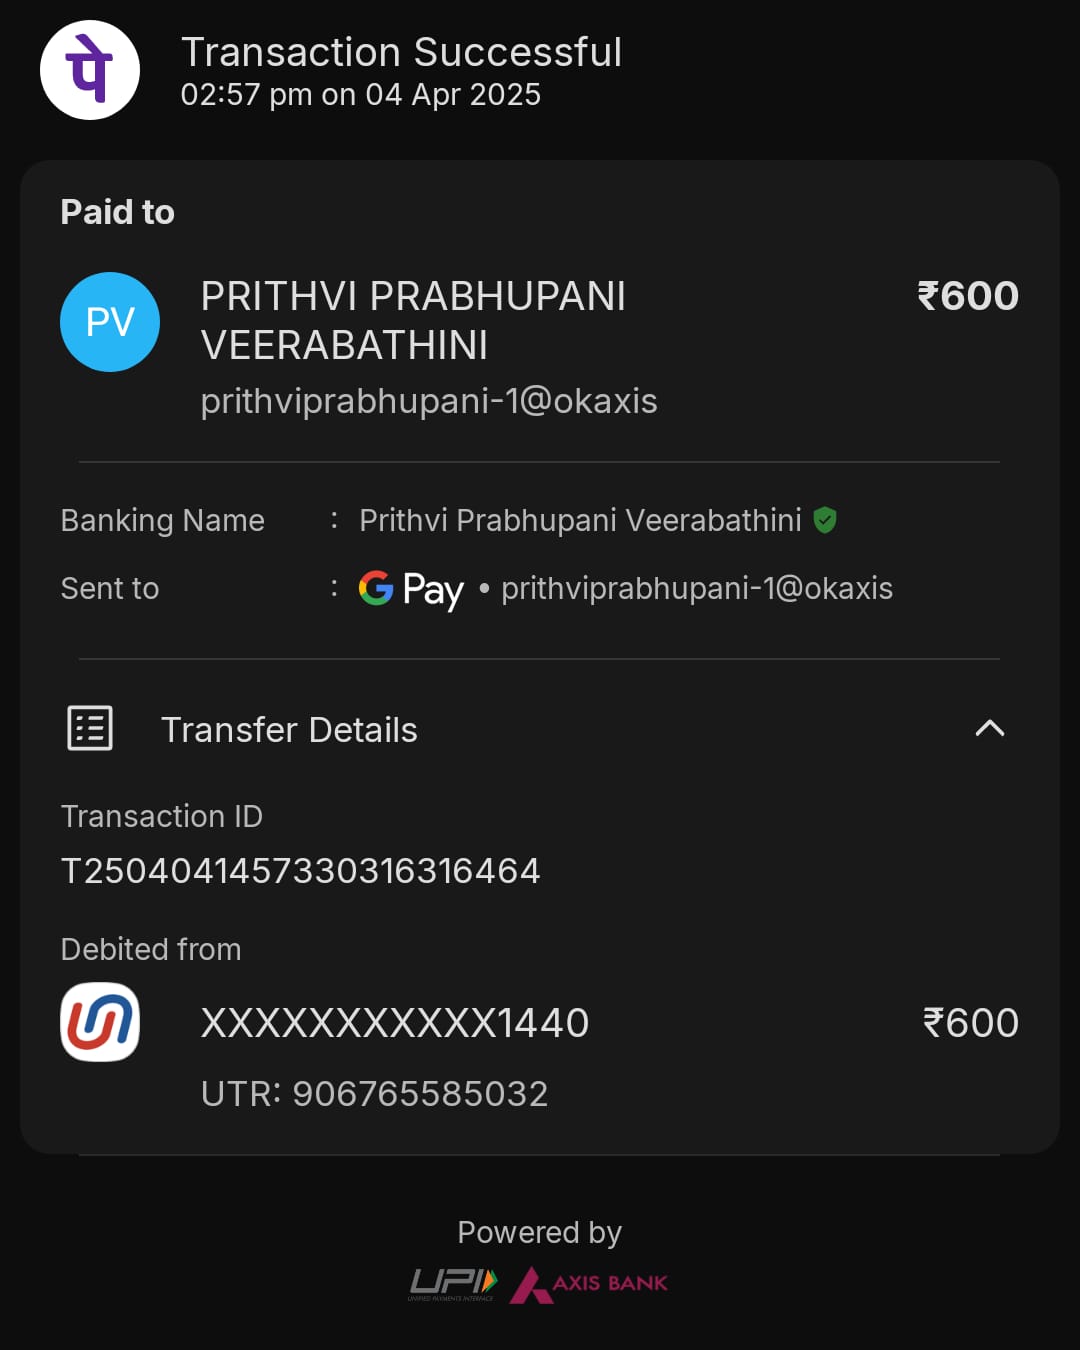 पे
Transaction Successful
02:57 pm on 04 Apr 2025
Paid to
PV
PRITHVI PRABHUPANI
VEERABATHINI
₹600
prithviprabhupani-1@okaxis
Banking Name : Prithvi Prabhupani Veerabathini
Sent to : G Pay • prithviprabhupani-1@okaxis
Transfer Details
Transaction ID
T2504041457330316316464
Debited from
XXXXXXXXXXX1440 ₹600
UTR: 906765585032
Powered by
UPI AXIS BANK
UNIFIED PAYMENTS INTERFACE